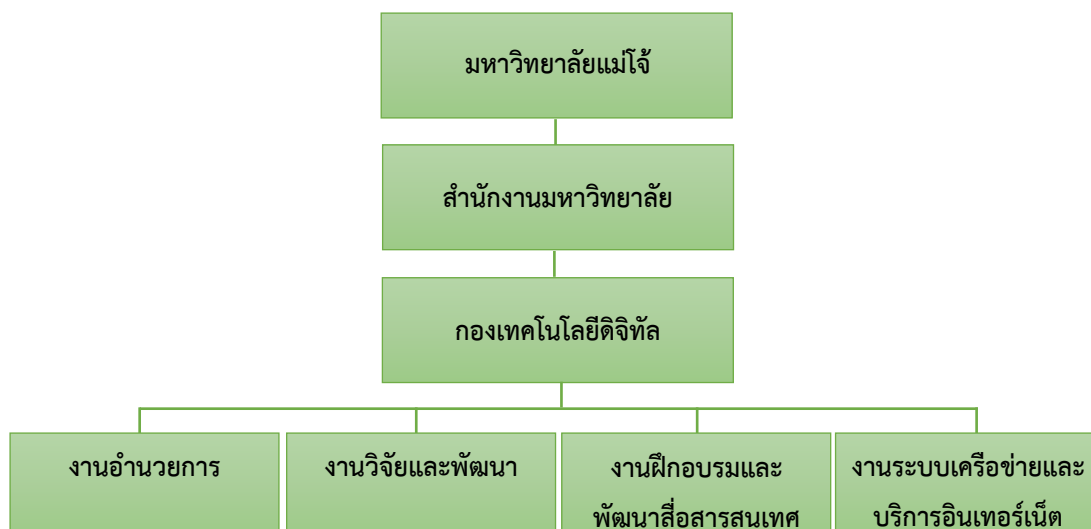 มหาวิทยาลัยแม่โจ้
สำนักงานมหาวิทยาลัย
กองเทคโนโลยีดิจิทัล
งานอำนวยการ
งานวิจัยและพัฒนา
งานฝึกอบรมและ
พัฒนาสื่อสารสนเทศ
งานระบบเครือข่ายและ
บริการอินเทอร์เน็ต